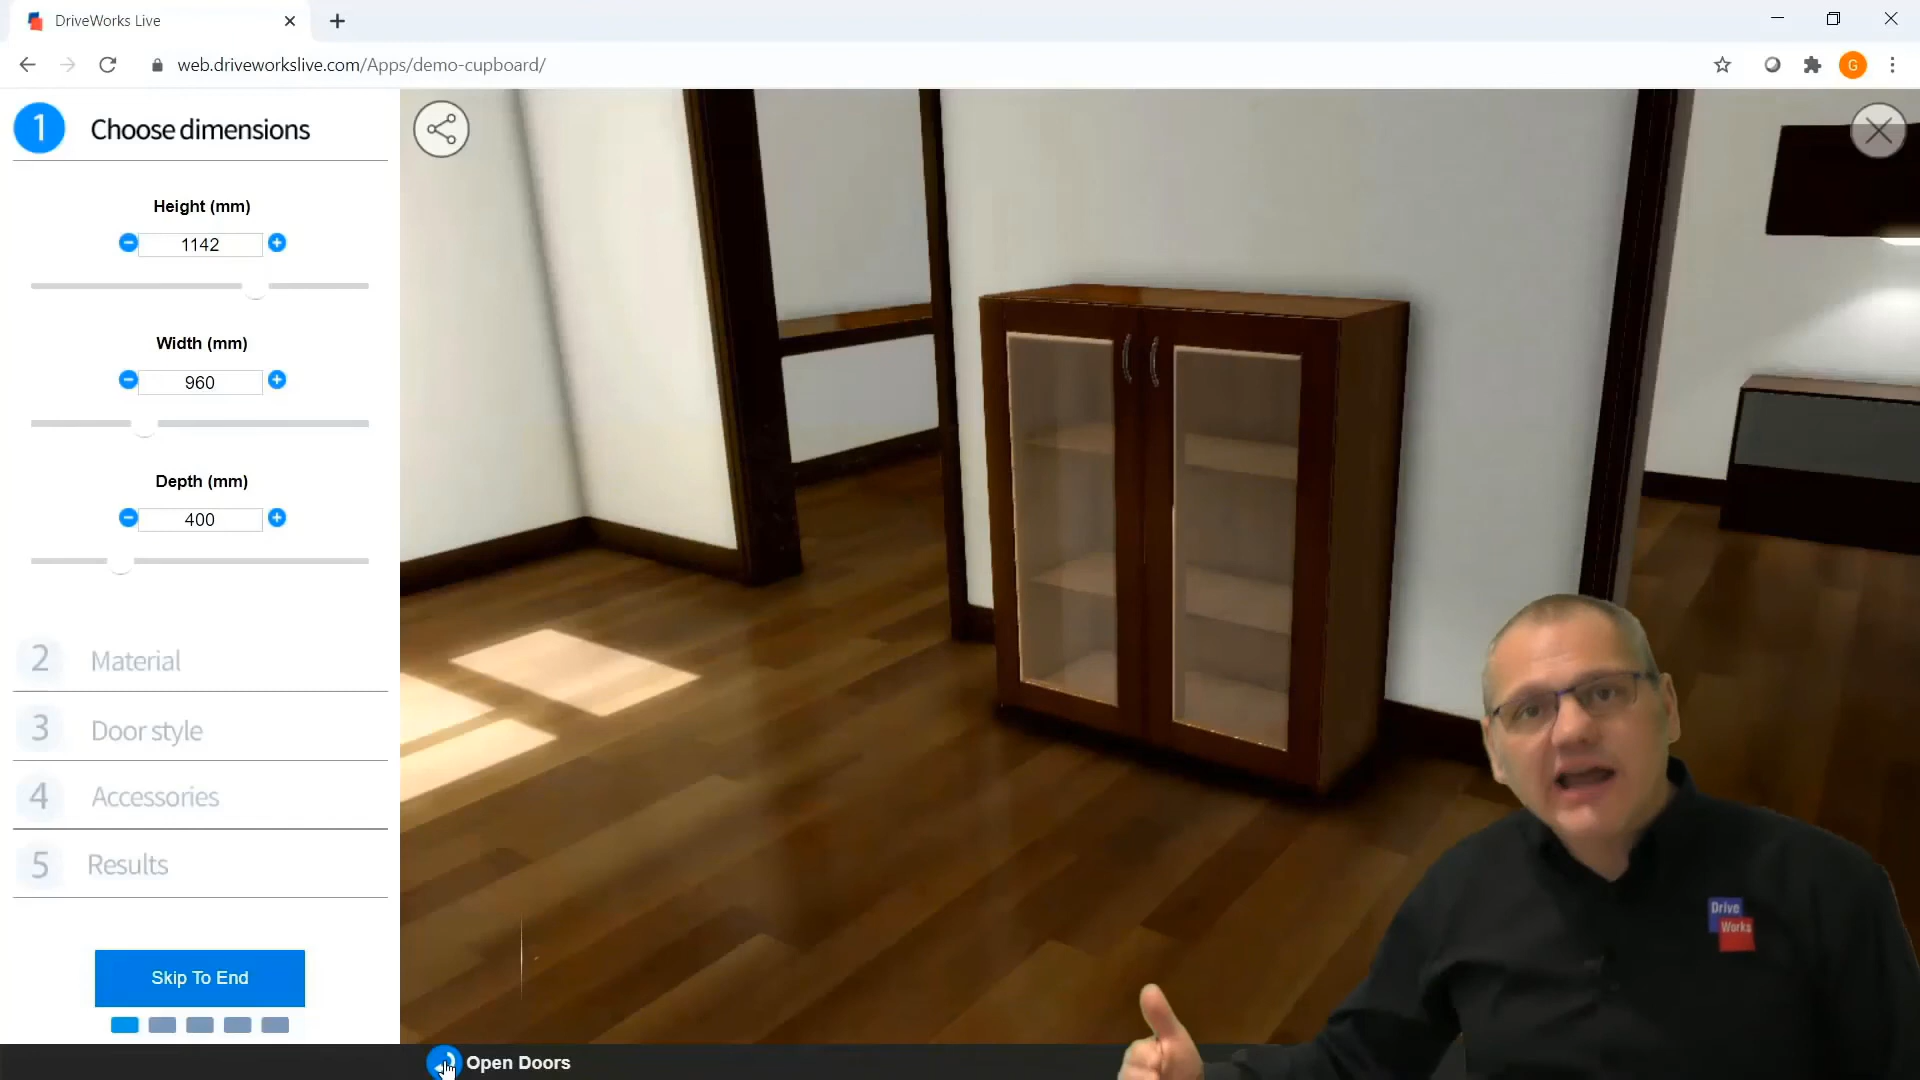 DriveWorks Live
web.driveworkslive.com/Apps/demo-cupboard/
G
1 Choose dimensions
Height (mm)
1142
Width (mm)
960
Depth (mm)
400
2 Material
3 Door style
4 Accessories
5 Results
Skip To End
Open Doors
Drive
Works